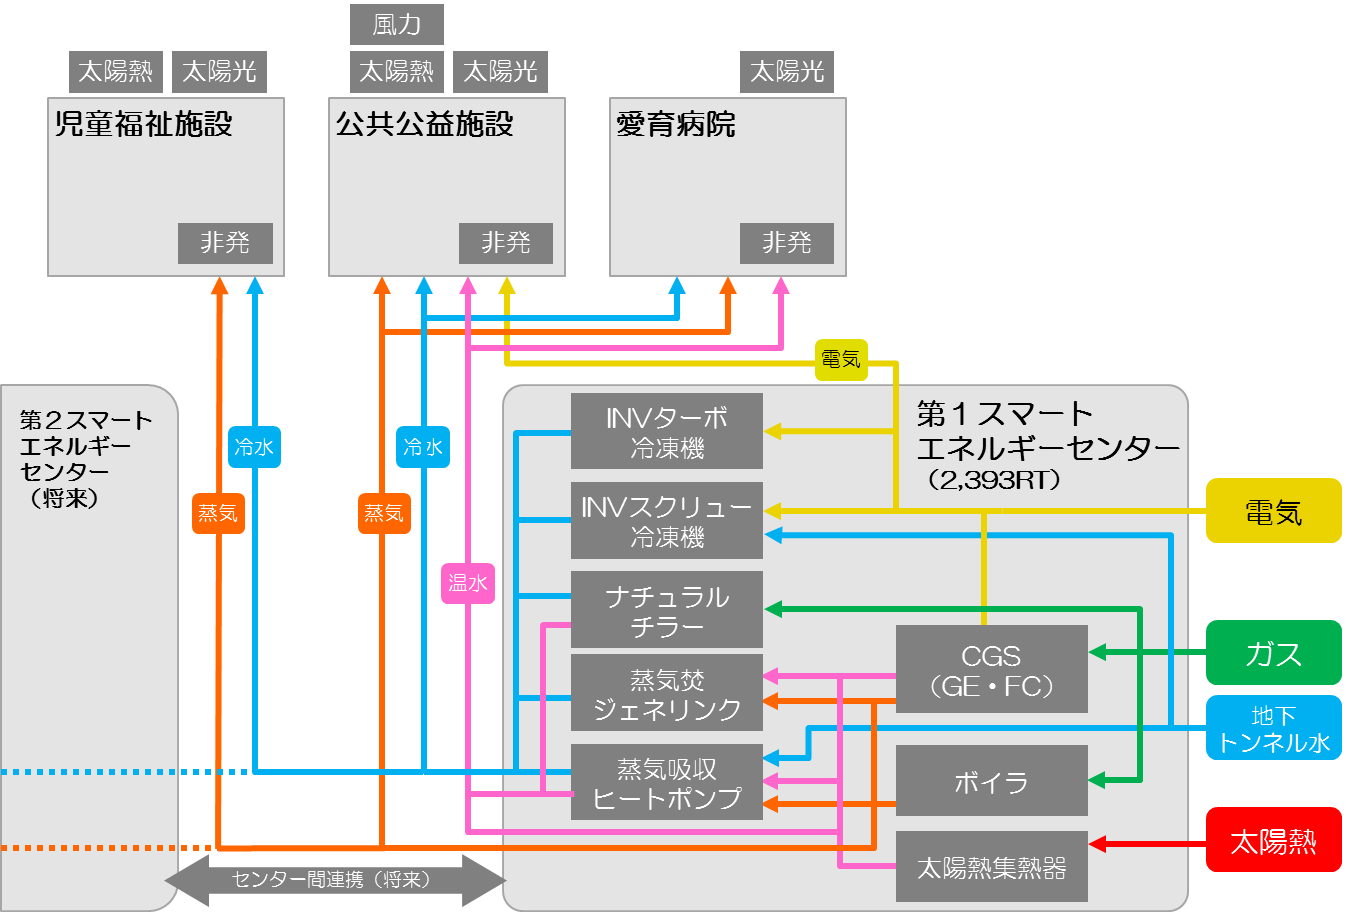 風力
太陽熱
太陽光
太陽熱
太陽光
太陽光
児童福祉施設
公共公益施設
愛育病院
非発
非発
非発
電気
第２スマート
エネルギー
センター
（将来）
冷水
冷水
蒸気
蒸気
温水
INVターボ
冷凍機
INVスクリュー
冷凍機
ナチュラル
チラー
蒸気焚
ジェネリンク
蒸気吸収
ヒートポンプ
第１スマート
エネルギーセンター
（2,393RT）
CGS
（GE・FC）
ボイラ
太陽熱集熱器
電気
ガス
地下
トンネル水
太陽熱
センター間連携（将来）